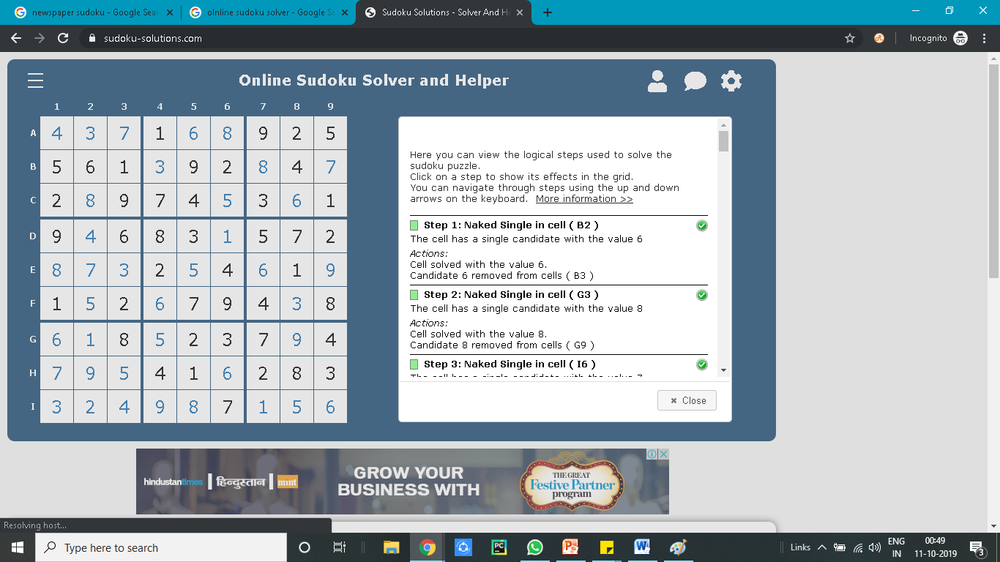 newspaper sudoku - Google Sear
olnline sudoku solver - Google Se
Sudoku Solutions - Solver And He
sudoku-solutions.com
Incognito
Online Sudoku Solver and Helper
1 2 3 4 5 6 7 8 9
A 4 3 7 1 6 8 9 2 5
B 5 6 1 3 9 2 8 4 7
C 2 8 9 7 4 5 3 6 1
D 9 4 6 8 3 1 5 7 2
E 8 7 3 2 5 4 6 1 9
F 1 5 2 6 7 9 4 3 8
G 6 1 8 5 2 3 7 9 4
H 7 9 5 4 1 6 2 8 3
I 3 2 4 9 8 7 1 5 6
Here you can view the logical steps used to solve the
sudoku puzzle.
Click on a step to show its effects in the grid.
You can navigate through steps using the up and down
arrows on the keyboard. More information >>
Step 1: Naked Single in cell ( B2 )
The cell has a single candidate with the value 6
Actions:
Cell solved with the value 6.
Candidate 6 removed from cells ( B3 )
Step 2: Naked Single in cell ( G3 )
The cell has a single candidate with the value 8
Actions:
Cell solved with the value 8.
Candidate 8 removed from cells ( G9 )
Step 3: Naked Single in cell ( I6 )
Close
hindustantimes हिन्दुस्तान mint
GROW YOUR
BUSINESS WITH
THE GREAT
Festive Partner
program
Resolving host...
Type here to search
PC
Links
ENG
IN
00:49
11-10-2019
3